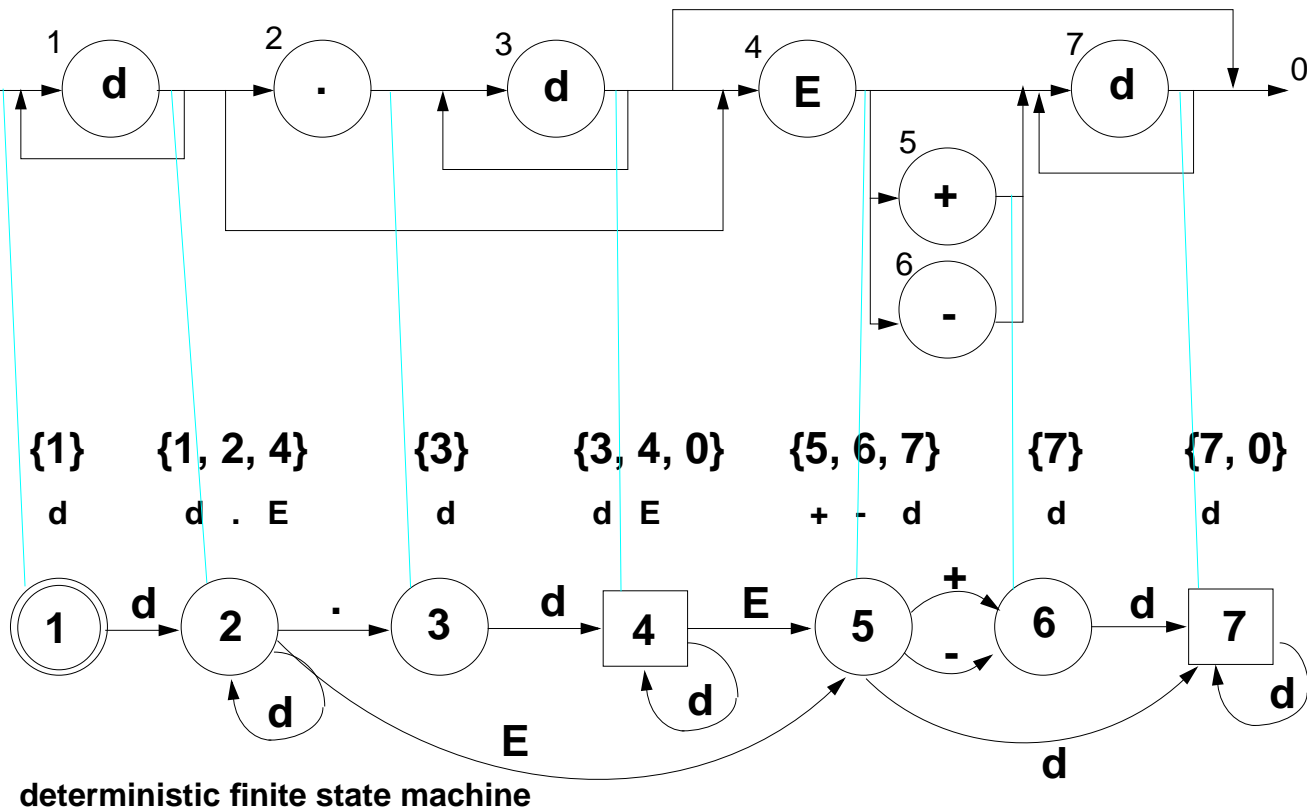 1 2 3 4 7 0
d . d E d
5
+
6
-
{1} {1, 2, 4} {3} {3, 4, 0} {5, 6, 7} {7} {7, 0}
d d . E d d E + - d d d
d . d E + - d
1 2 3 4 5 6 7
d d d
E d
deterministic finite state machine